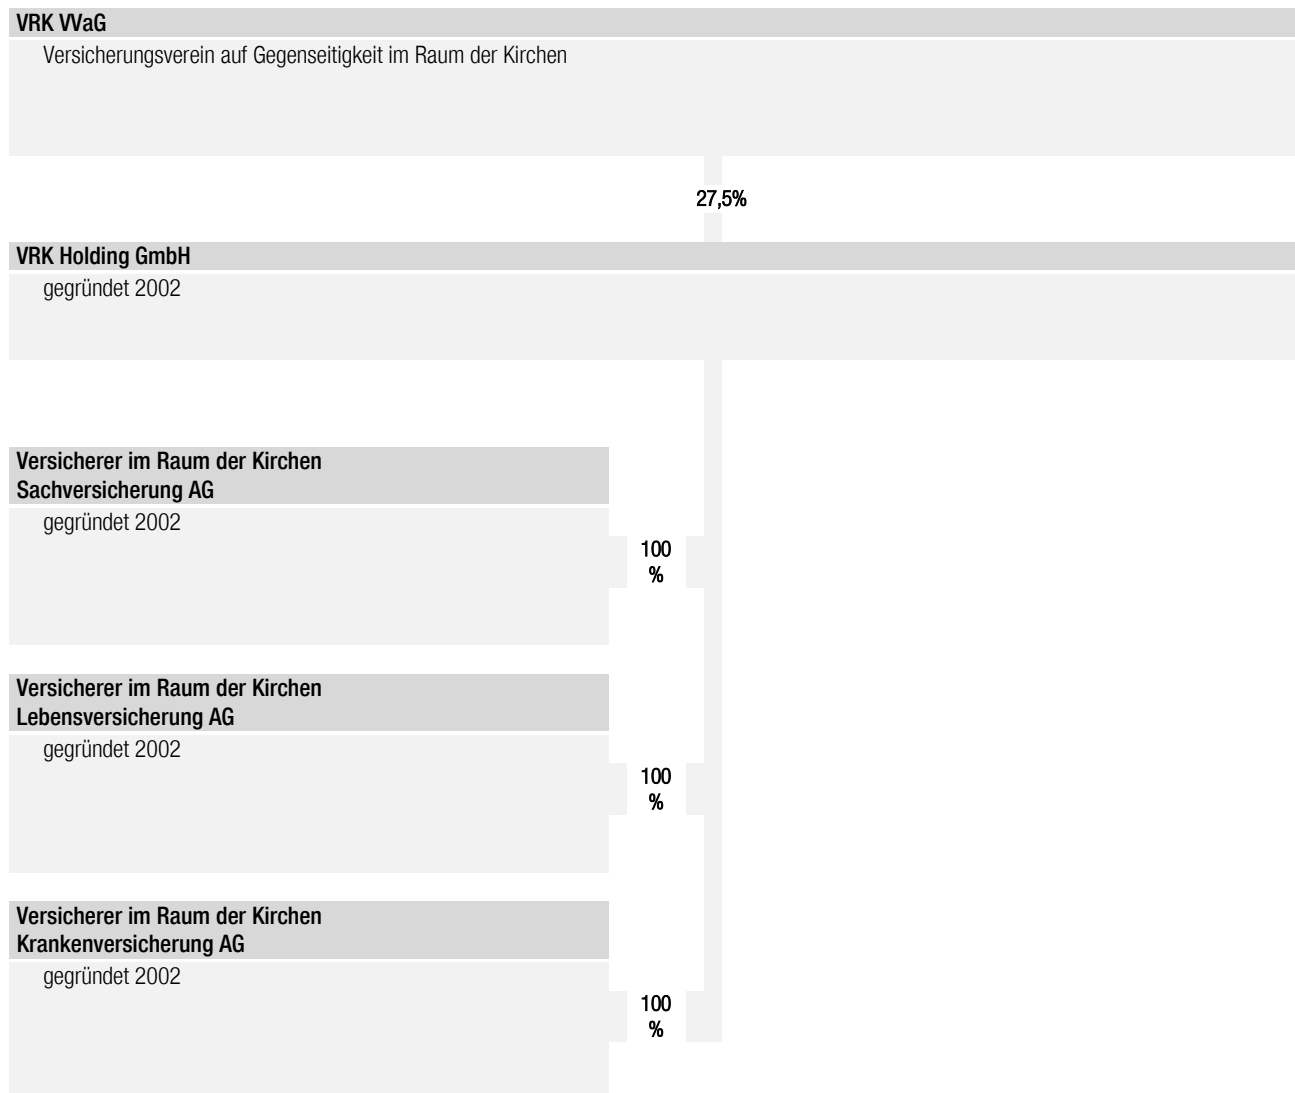 VRK VVaG
Versicherungsverein auf Gegenseitigkeit im Raum der Kirchen
27,5%
VRK Holding GmbH
gegründet 2002
Versicherer im Raum der Kirchen
Sachversicherung AG
gegründet 2002
100
%
Versicherer im Raum der Kirchen
Lebensversicherung AG
gegründet 2002
100
%
Versicherer im Raum der Kirchen
Krankenversicherung AG
gegründet 2002
100
%